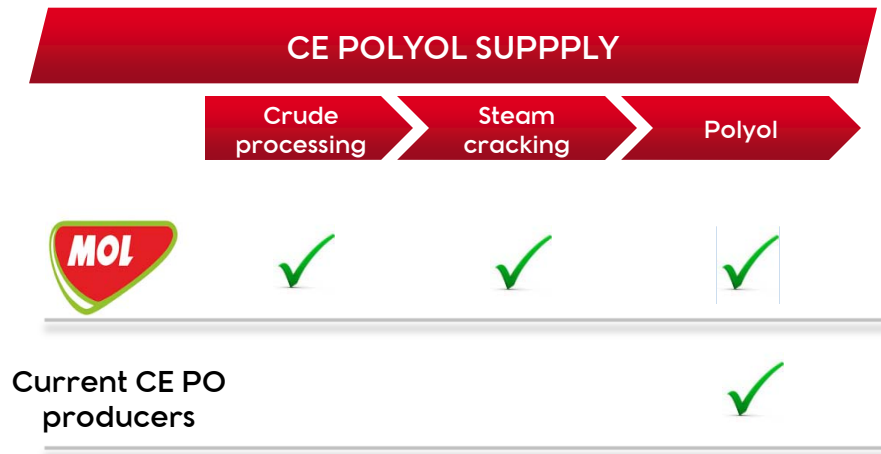 CE POLYOL SUPPPLY
Crude
processing
Steam
cracking
Polyol
MOL
Current CE PO
producers